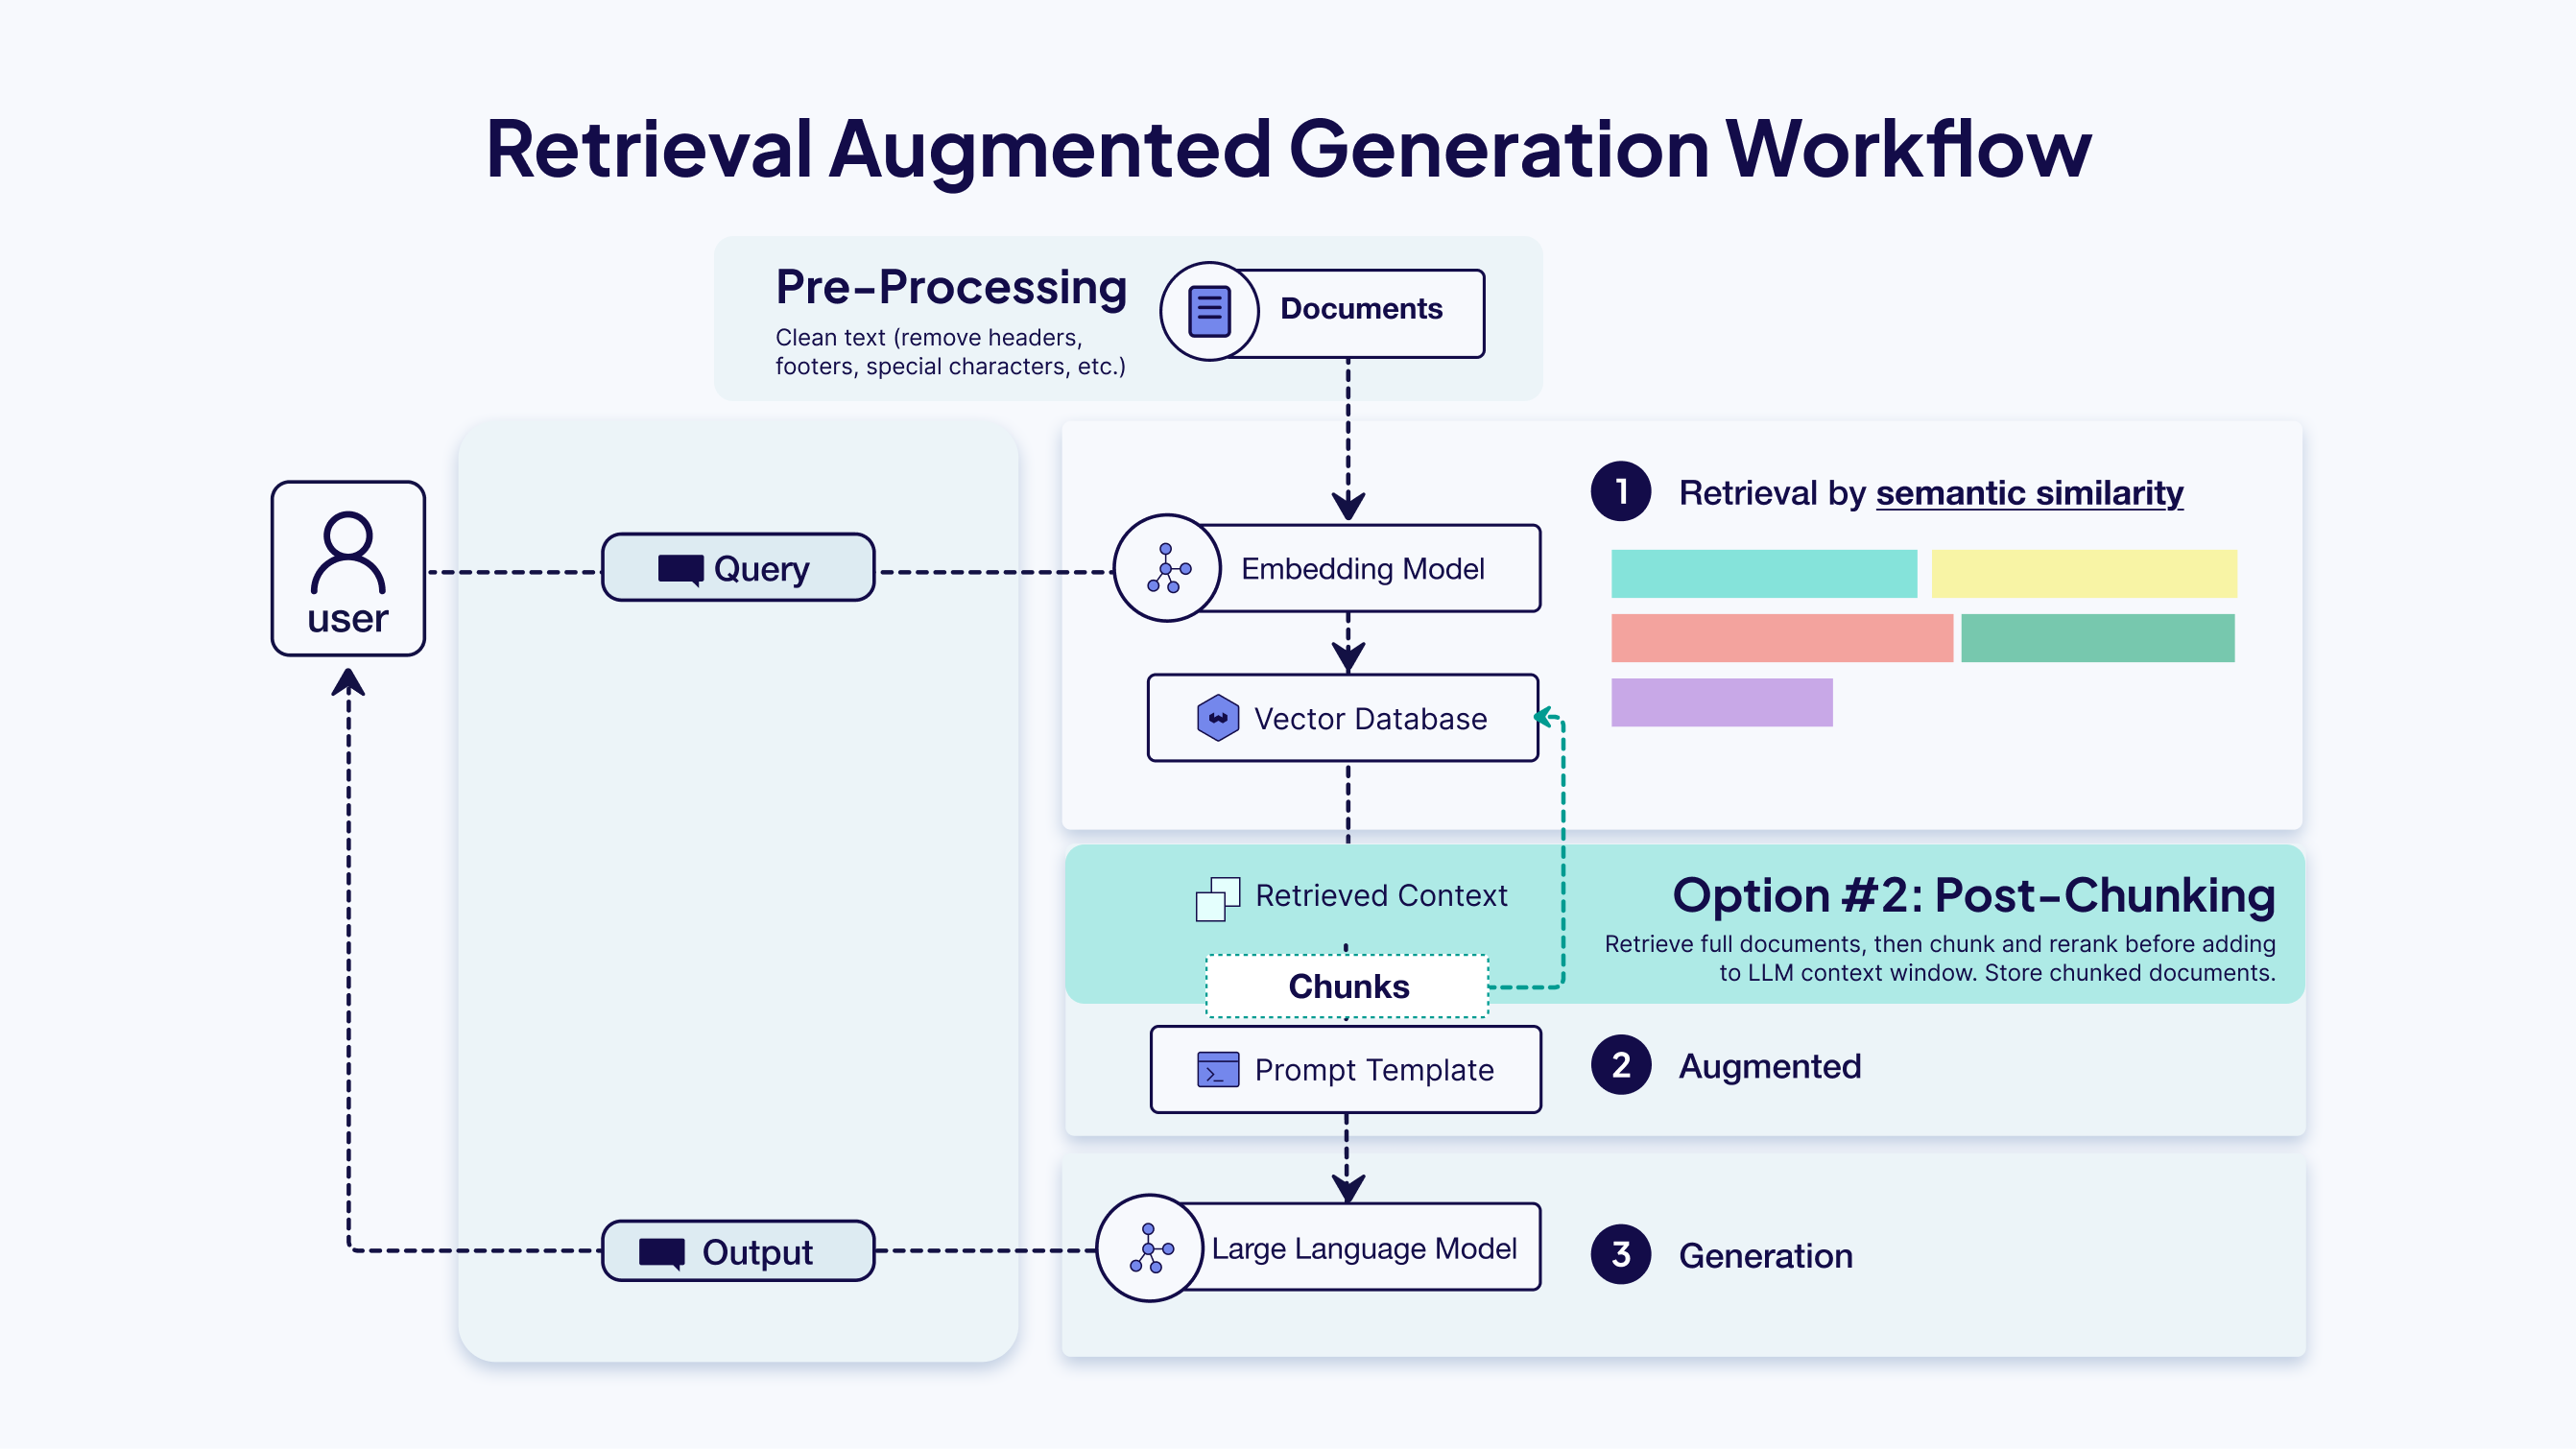 Retrieval Augmented Generation Workflow
Pre-Processing
Clean text (remove headers,
footers, special characters, etc.)
Documents
user
Query
Embedding Model
Vector Database
1 Retrieval by semantic similarity
Retrieved Context
Chunks
Option #2: Post-Chunking
Retrieve full documents, then chunk and rerank before adding
to LLM context window. Store chunked documents.
Prompt Template
2 Augmented
Output
Large Language Model
3 Generation